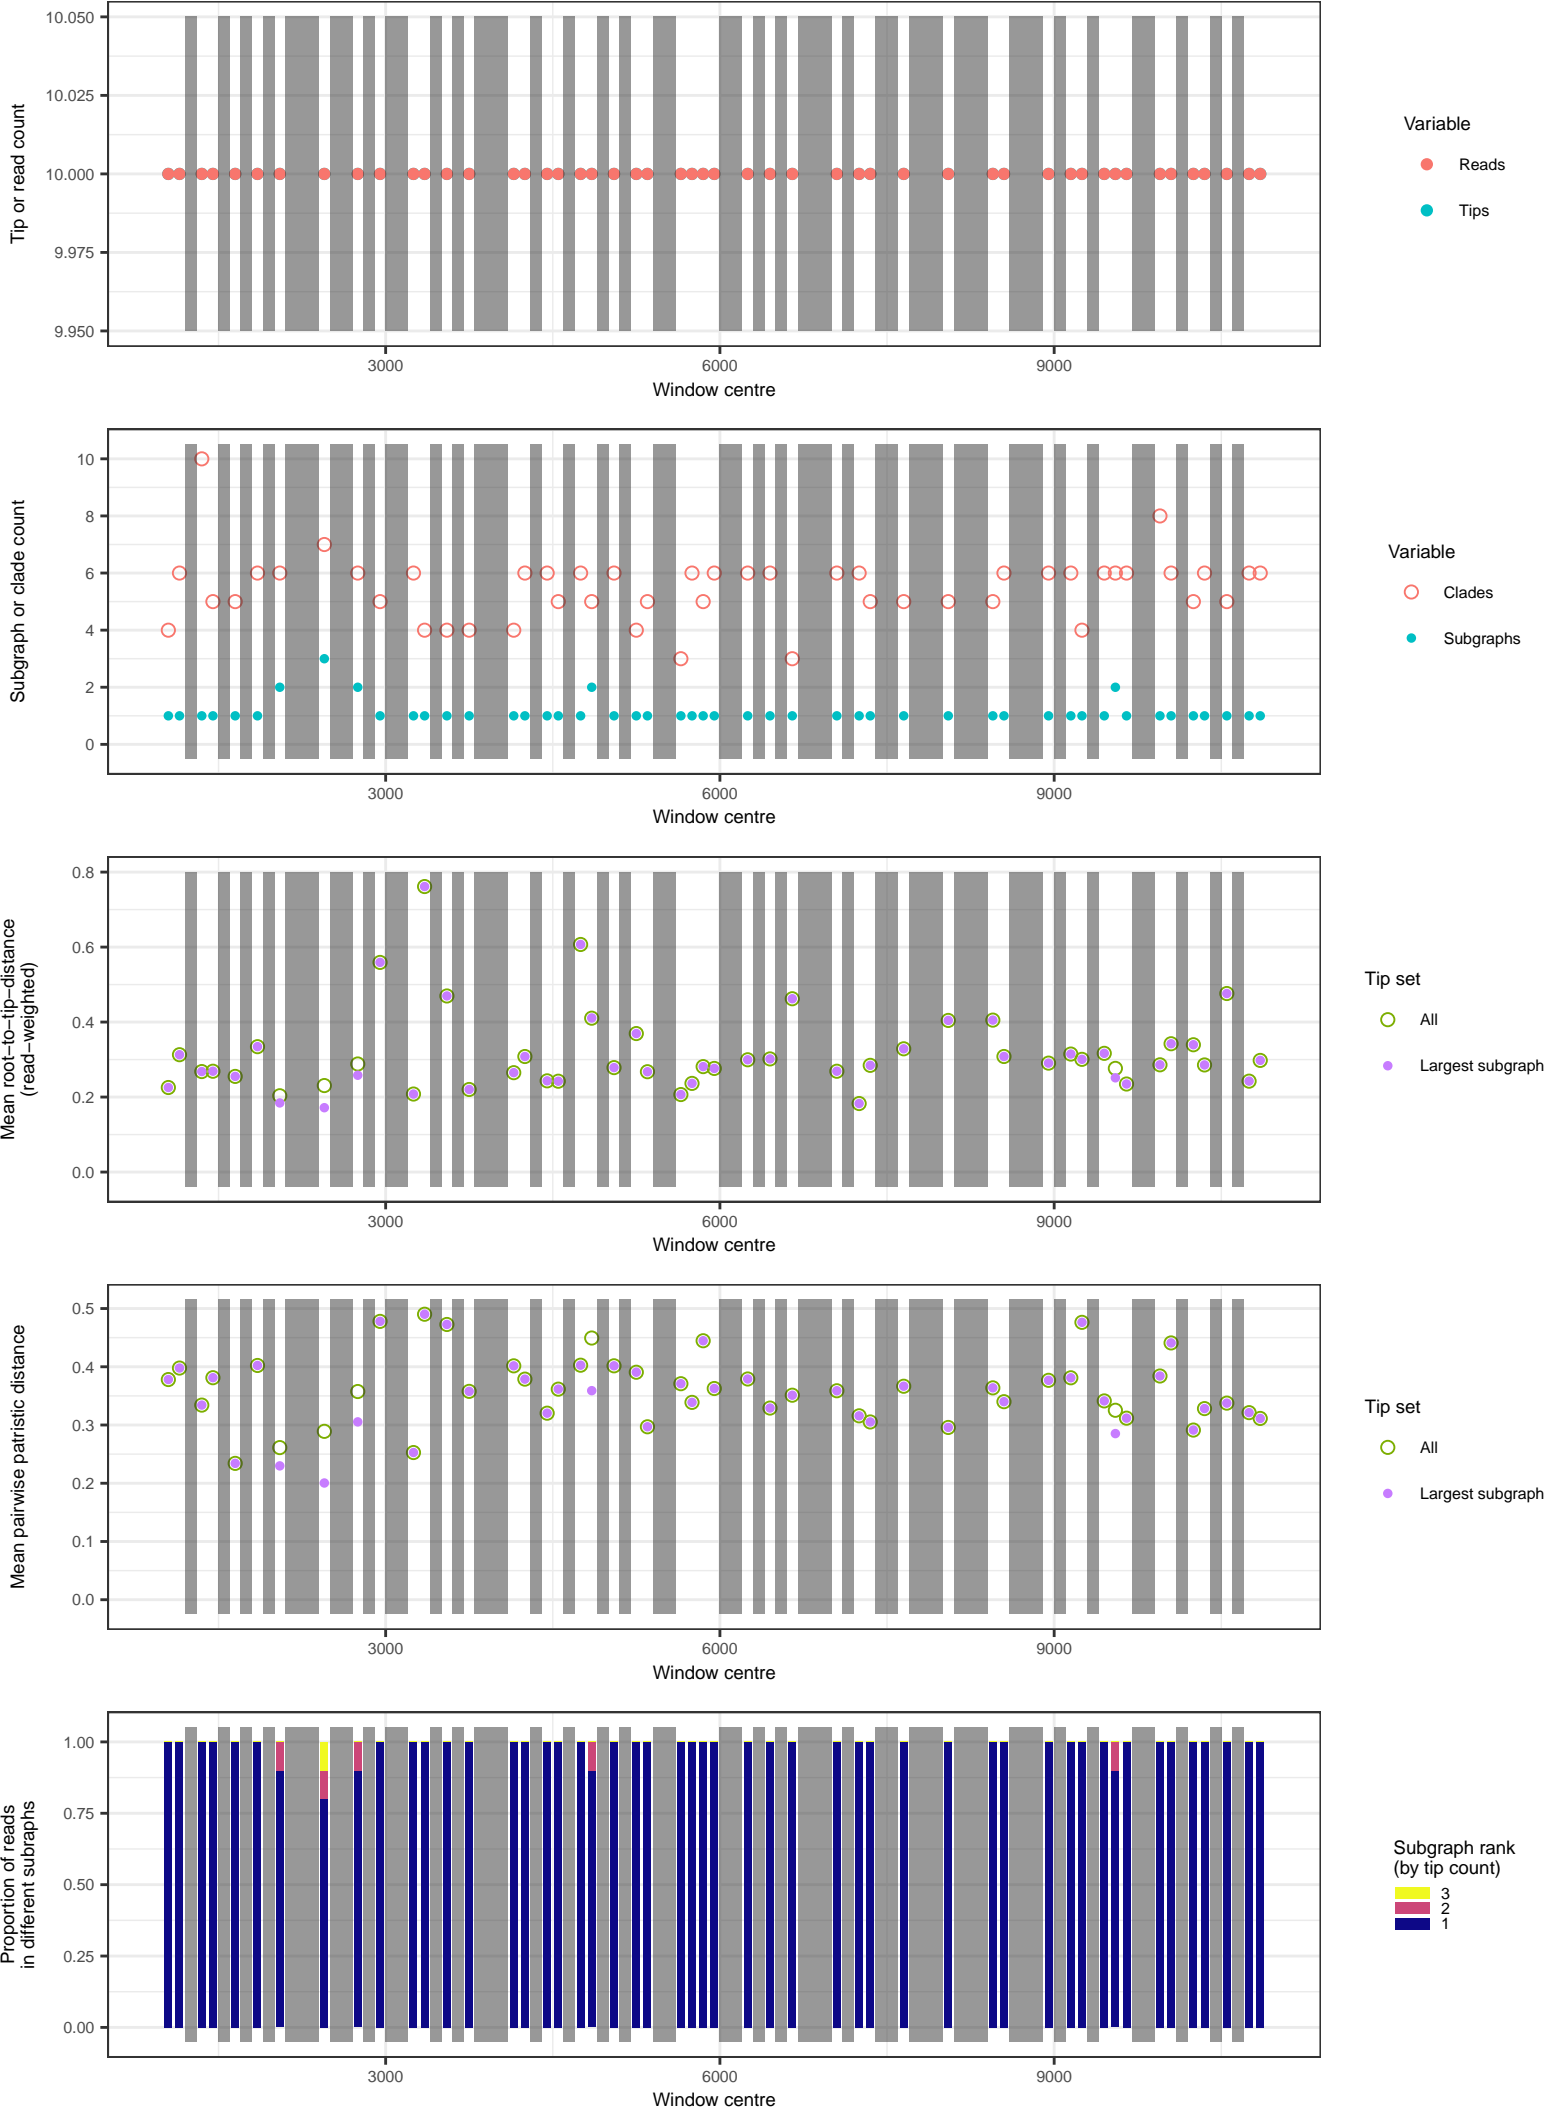 10.050
10.025
10.000
9.975
9.950
Tip or read count
3000
6000
9000
Window centre
Variable
Reads
Tips
10
8
6
4
2
0
Subgraph or clade count
3000
6000
9000
Window centre
Variable
Clades
Subgraphs
0.8
0.6
0.4
0.2
0.0
Mean root−to−tip−distance
(read−weighted)
3000
6000
9000
Window centre
Tip set
All
Largest subgraph
0.5
0.4
0.3
0.2
0.1
0.0
Mean pairwise patristic distance
3000
6000
9000
Window centre
Tip set
All
Largest subgraph
1.00
0.75
0.50
0.25
0.00
Proportion of reads
in different subraphs
3000
6000
9000
Window centre
Subgraph rank
(by tip count)
3
2
1